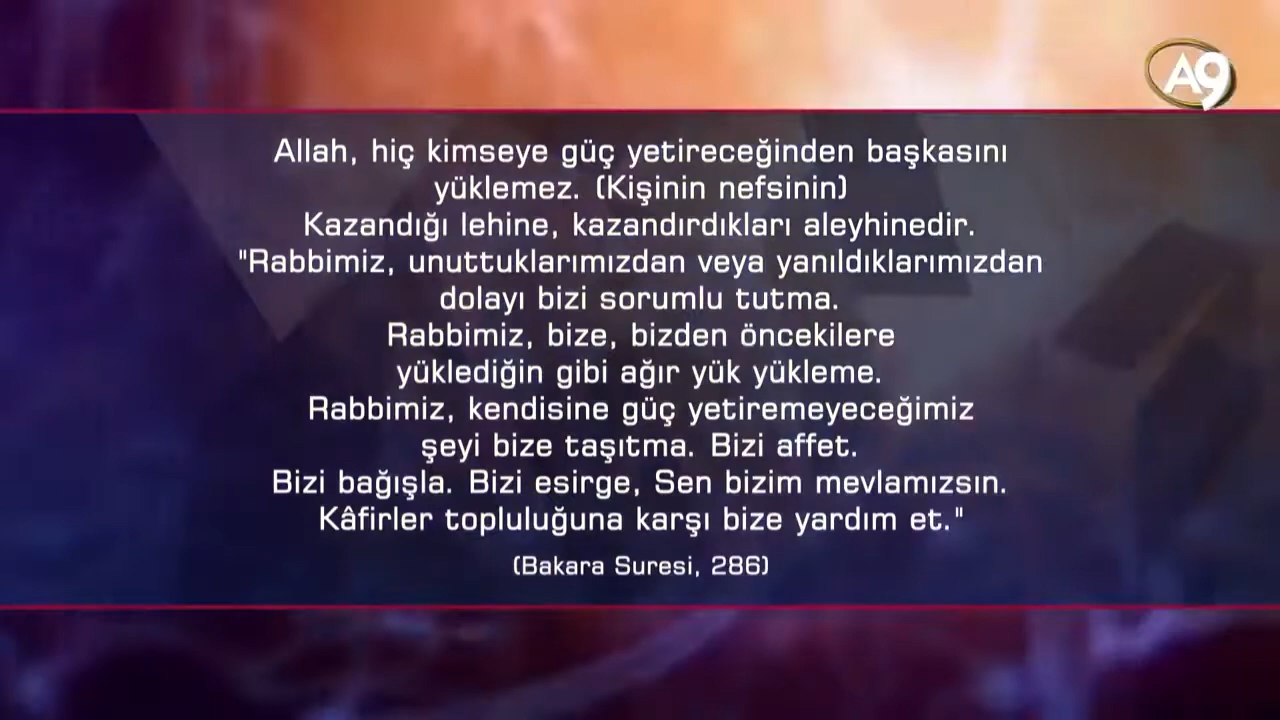 A9
Allah, hiç kimseye güç yetireceğinden başkasını
yüklemez. (Kişinin nefsinin)
Kazandığı lehine, kazandırdıkları aleyhinedir.
"Rabbimiz, unuttuklarımızdan veya yanıldıklarımızdan
dolayı bizi sorumlu tutma.
Rabbimiz, bize, bizden öncekilere
yüklediğin gibi ağır yük yükleme.
Rabbimiz, kendisine güç yetiremeyeceğimiz
şeyi bize taşıtma. Bizi affet.
Bizi bağışla. Bizi esirge, Sen bizim mevlamızsın.
Kâfirler topluluğuna karşı bize yardım et."
(Bakara Suresi, 286)